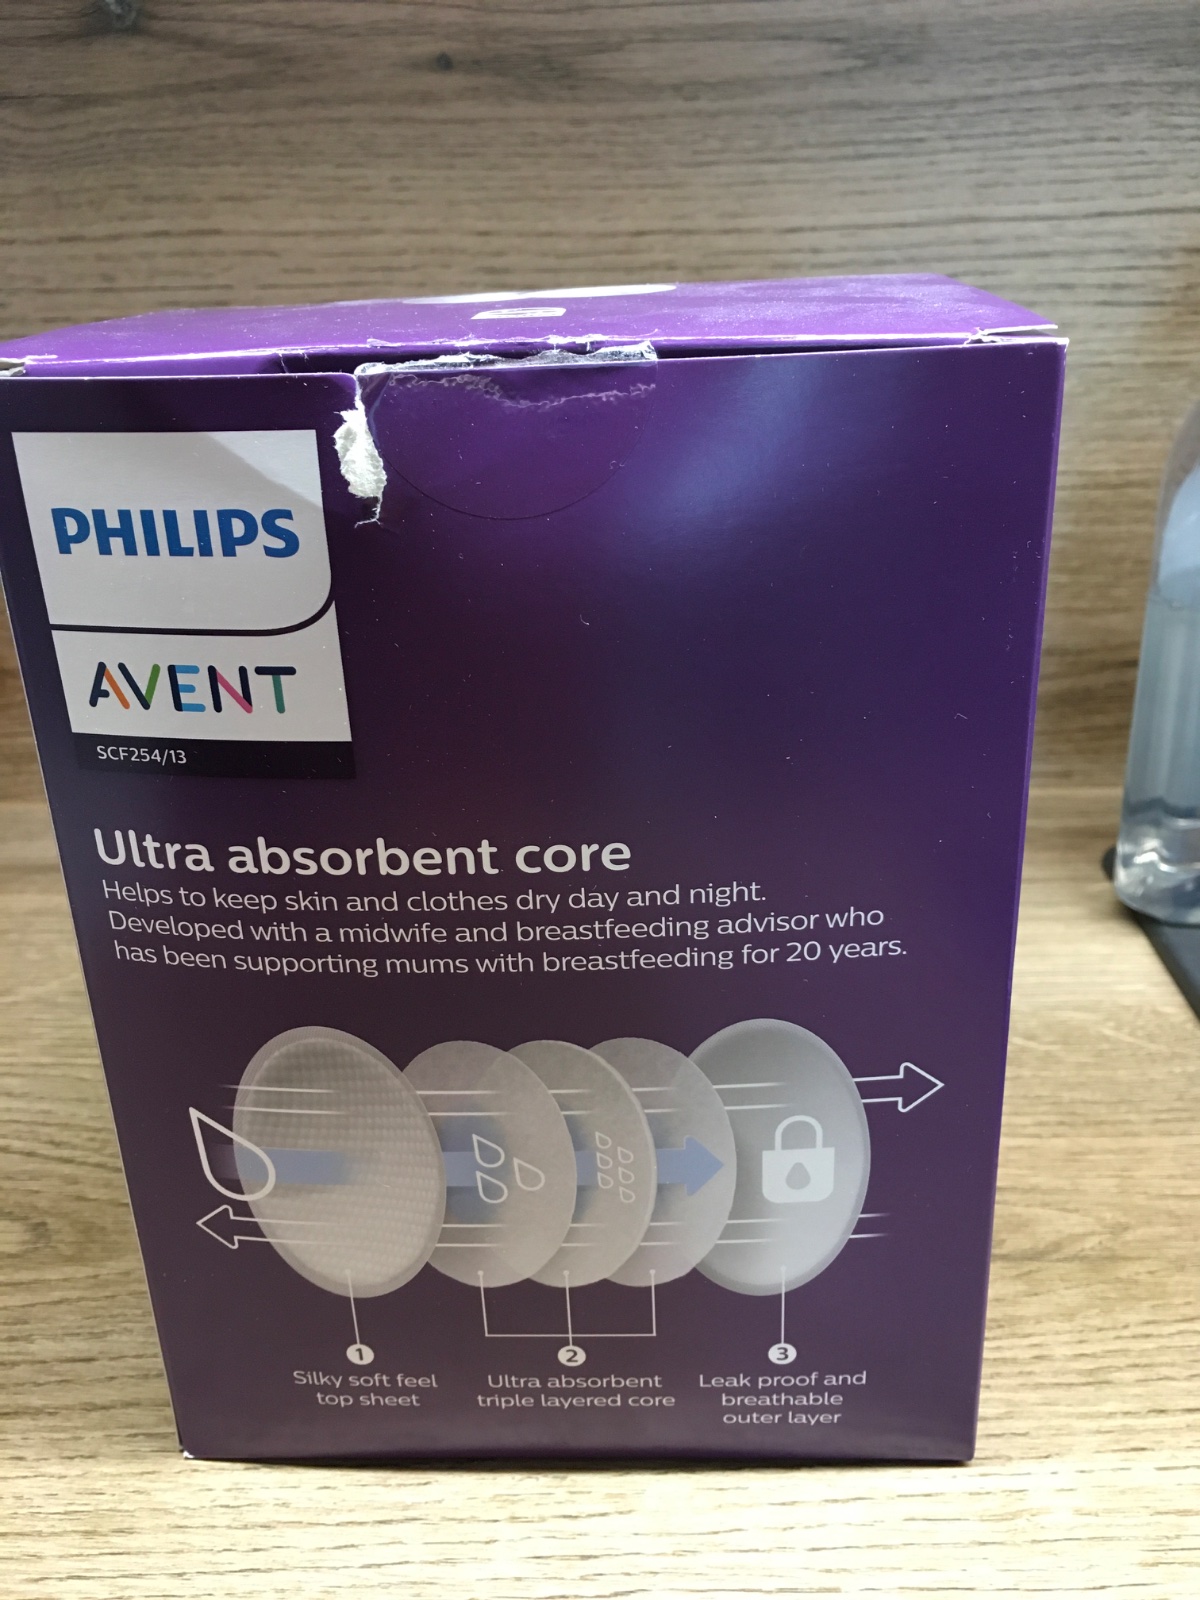 PHILIPS
AVENT
SCF254/13
Ultra absorbent core
Helps to keep skin and clothes dry day and night.
Developed with a midwife and breastfeeding advisor who
has been supporting mums with breastfeeding for 20 years.
1
Silky soft feel
top sheet
2
Ultra absorbent
triple layered core
3
Leak proof and
breathable
outer layer